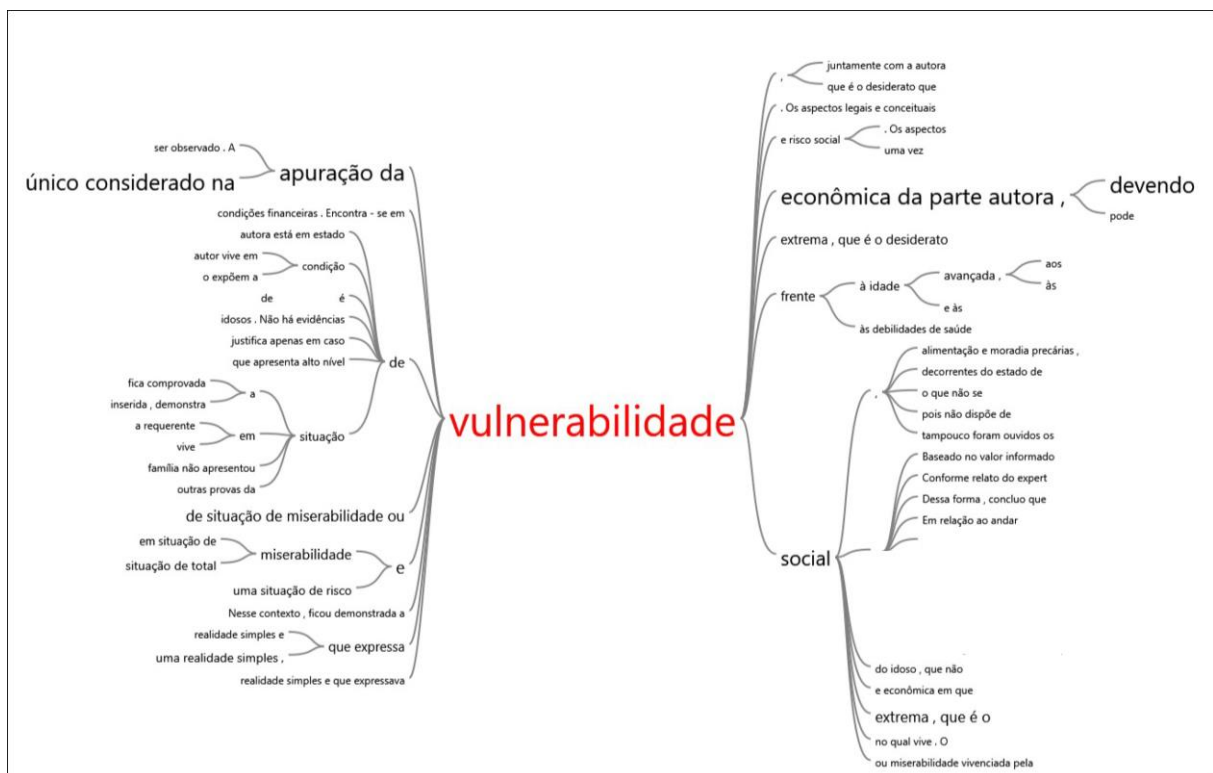 ser observado . A
único considerado na
apuração da
condições financeiras . Encontra - se em
autora está em estado
autor vive em
o expõem a
condição
de é
idosos . Não há evidências
justifica apenas em caso
que apresenta alto nível
de
fica comprovada
inserida , demonstra
a
a requerente
vive
em
situação
família não apresentou
outras provas da
de situação de miserabilidade ou
em situação de
situação de total
miserabilidade
e
uma situação de risco
Nesse contexto , ficou demonstrada a
realidade simples e
uma realidade simples ,
que expressa
realidade simples e que expressava
vulnerabilidade
,
juntamente com a autora
que é o desiderato que
. Os aspectos legais e conceituais
e risco social
. Os aspectos
uma vez
econômica da parte autora ,
devendo
pode
extrema , que é o desiderato
frente
à idade
avançada ,
aos
às
e às
às debilidades de saúde
social
,
alimentação e moradia precárias ,
decorrentes do estado de
o que não se
pois não dispõe de
tampouco foram ouvidos os
Baseado no valor informado
Conforme relato do expert
Dessa forma , concluo que
Em relação ao andar
do idoso , que não
e econômica em que
extrema , que é o
no qual vive . O
ou miserabilidade vivenciada pela